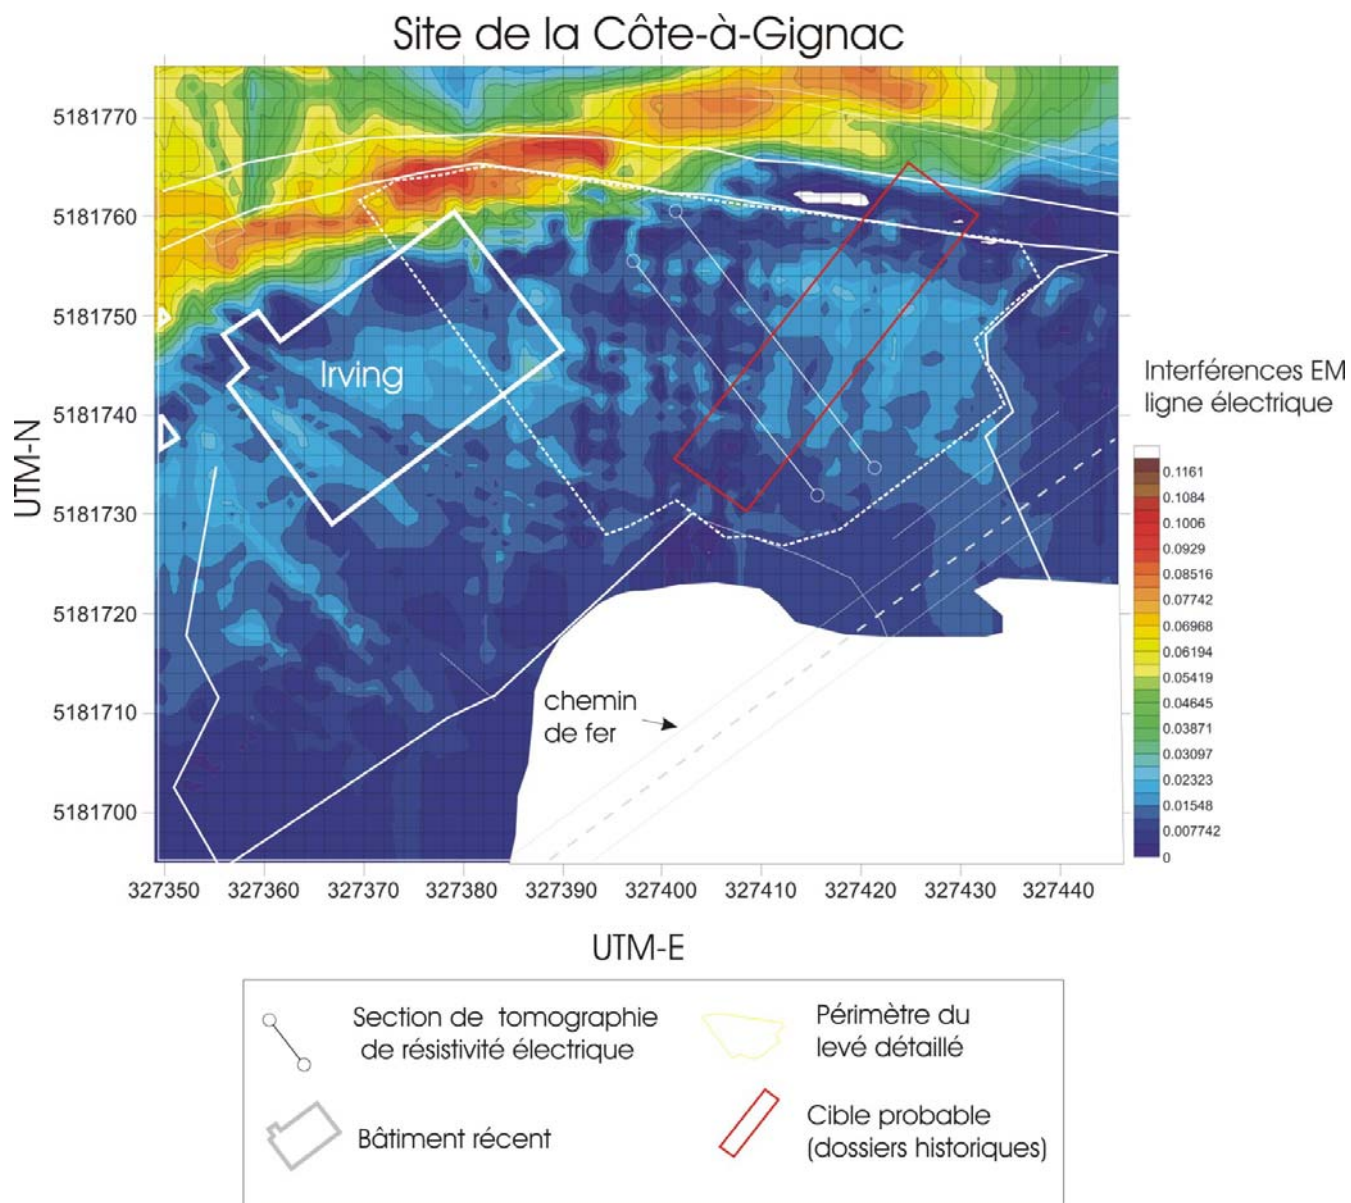 Site de la Côte-à-Gignac
5181770
5181760
5181750
5181740
5181730
5181720
5181710
5181700
UTM-N
Irving
chemin
de fer
327350
327360
327370
327380
327390
327400
327410
327420
327430
327440
UTM-E
Interférences EM
ligne électrique
0.1161
0.1084
0.1006
0.0929
0.08516
0.07742
0.06968
0.06194
0.05419
0.04645
0.03871
0.03097
0.02323
0.01548
0.007742
0
Section de tomographie
de résistivité électrique
Périmètre du
levé détaillé
Bâtiment récent
Cible probable
(dossiers historiques)